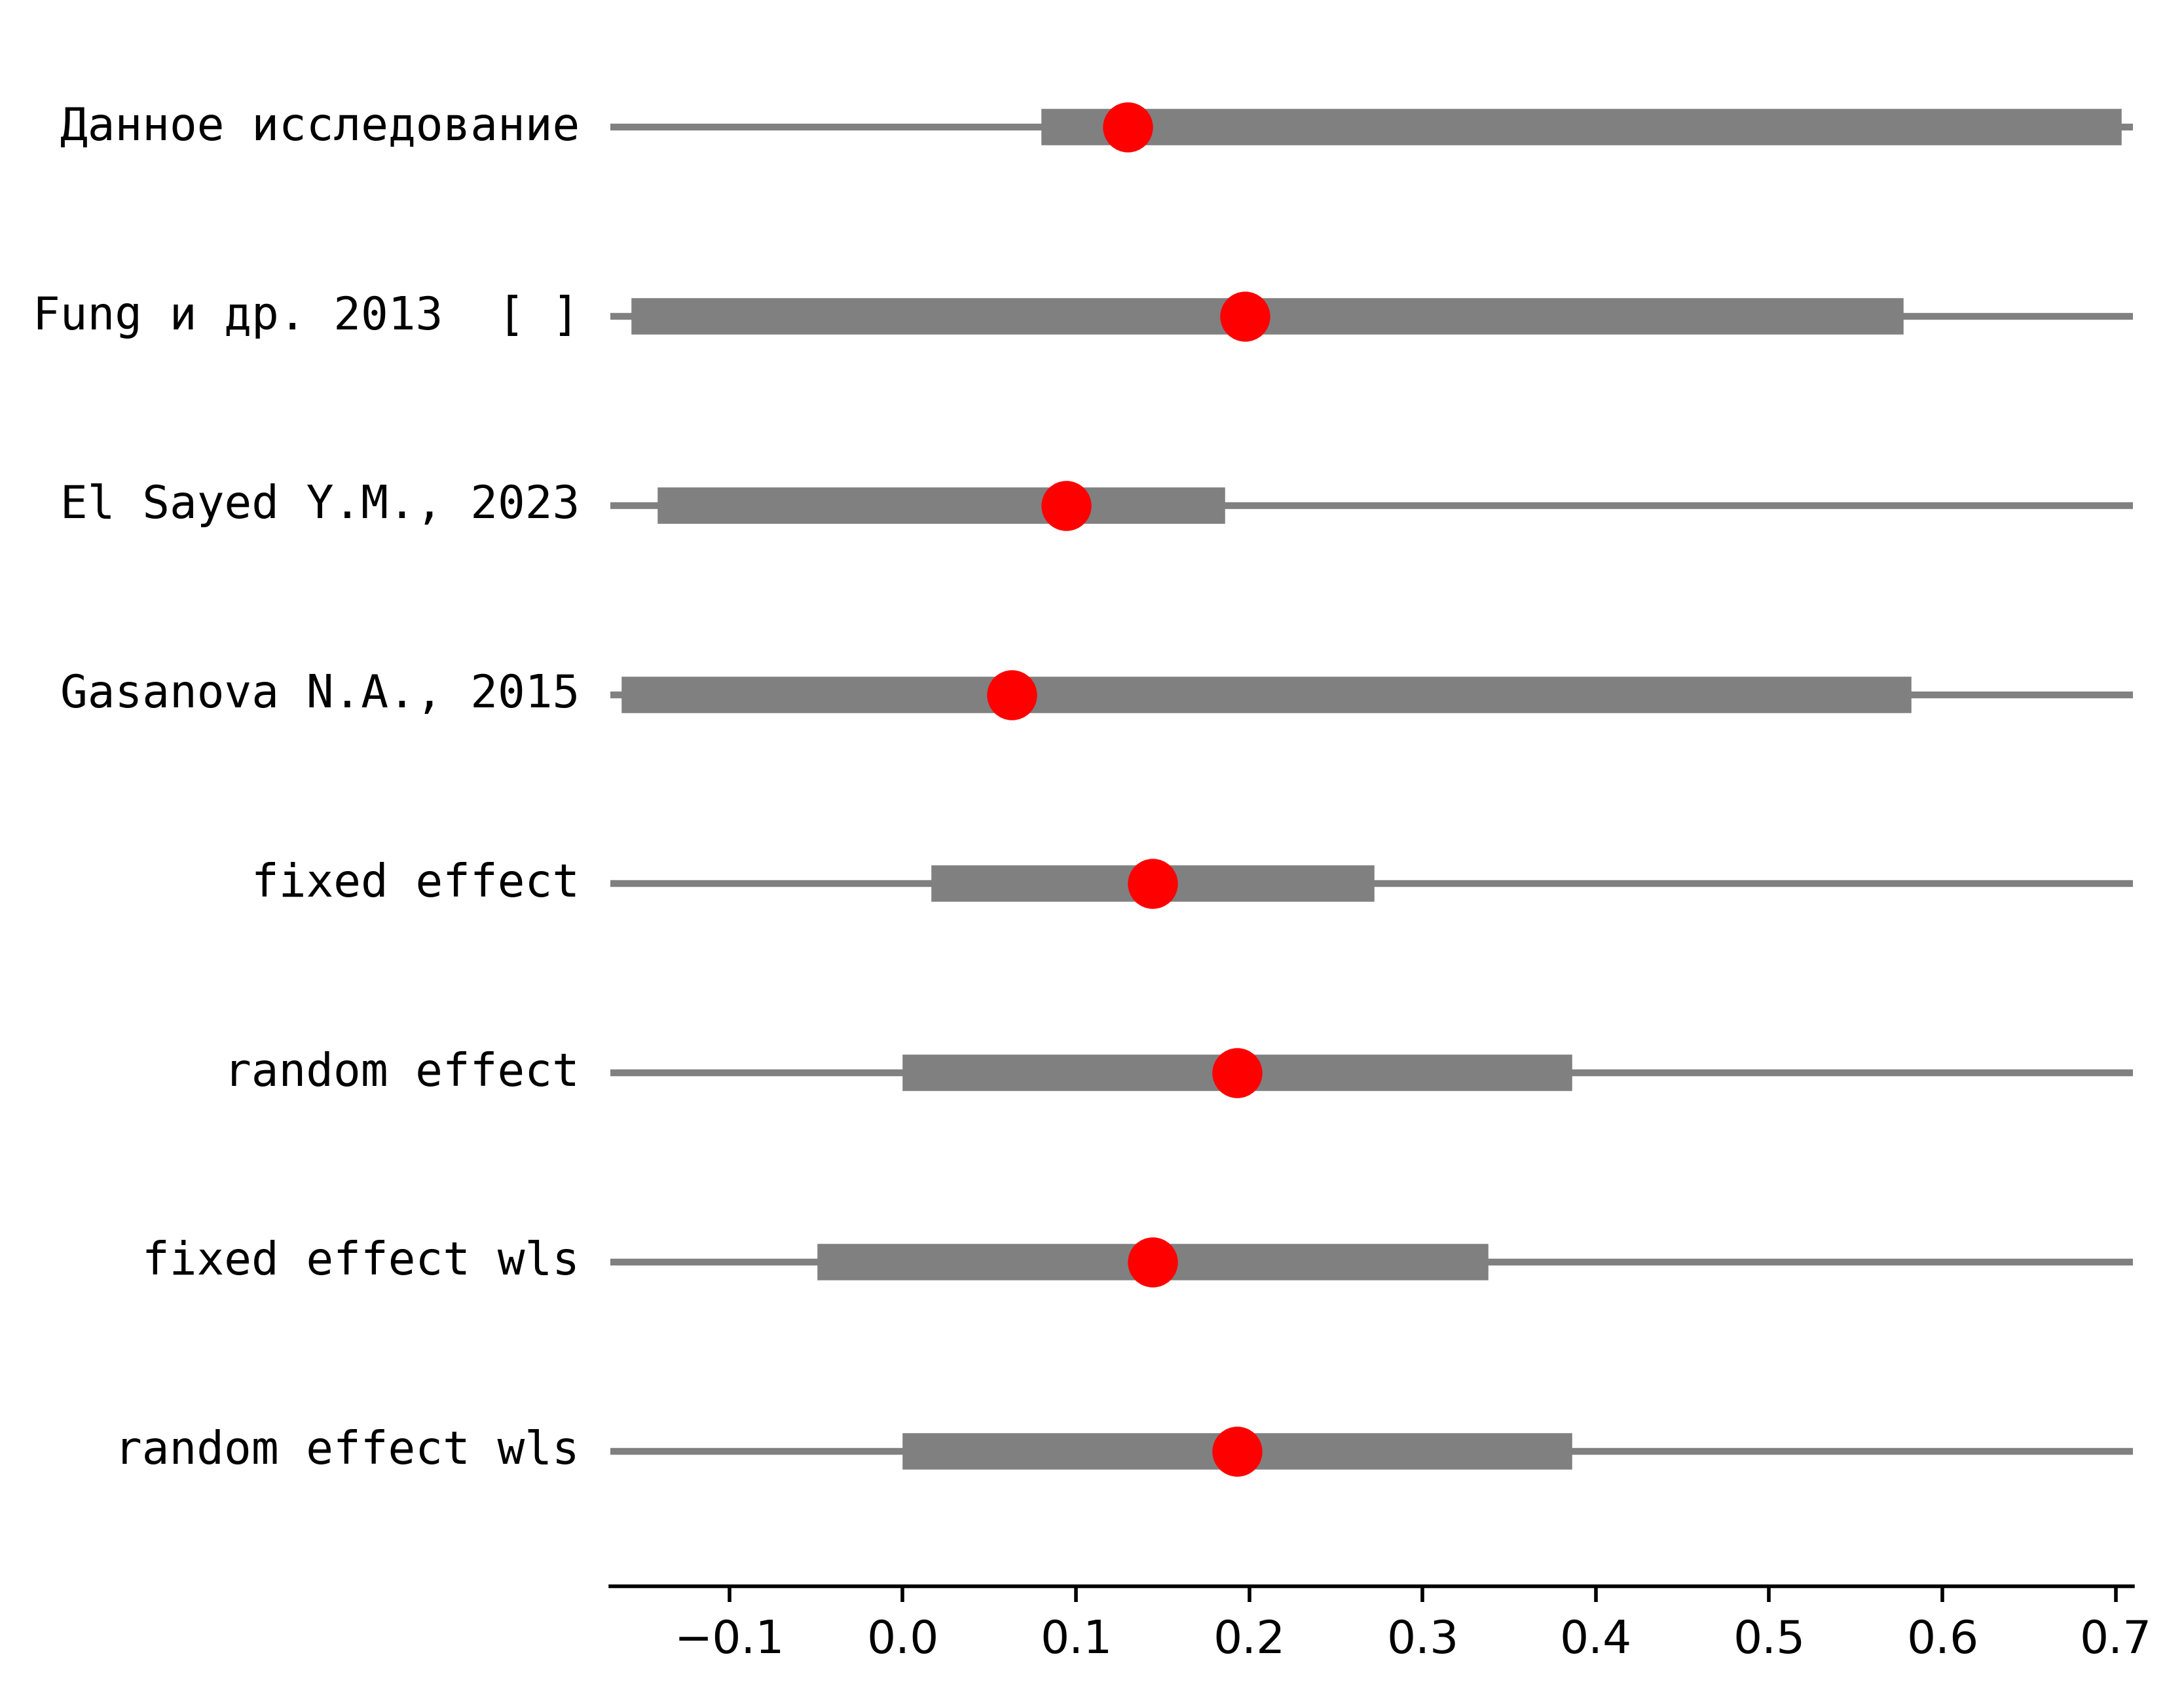 Данное исследование
Fung и др. 2013  [ ]
El Sayed Y.M., 2023
Gasanova N.A., 2015
fixed effect
random effect
fixed effect wls
random effect wls
−0.1 0.0 0.1 0.2 0.3 0.4 0.5 0.6 0.7